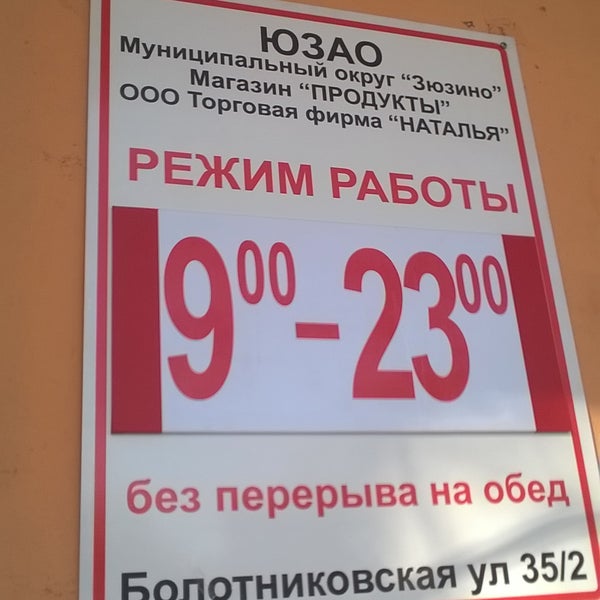 ЮЗАО
Муниципальный округ “Зюзино”
Магазин “ПРОДУКТЫ”
ООО Торговая фирма “НАТАЛЬЯ”
РЕЖИМ РАБОТЫ
9⁰⁰-23⁰⁰
без перерыва на обед
Болотниковская ул 35/2